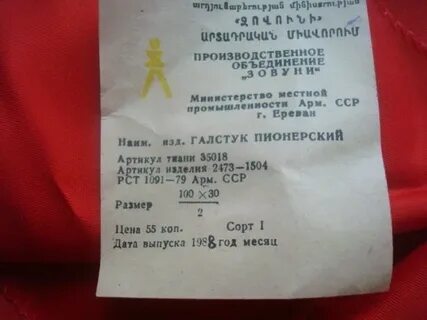 արդյունաբերության մինիստրության
«ԶՈՎՈՒՆԻ»
ԱՐՏԱԴՐԱԿԱՆ ՄԻԱՎՈՐՈՒՄ
ПРОИЗВОДСТВЕННОЕ
ОБЪЕДИНЕНИЕ
„ЗОВУНИ"
Министерство местной
промышленности Арм. ССР
г. Ереван
Наим. изд. ГАЛСТУК ПИОНЕРСКИЙ
Артикул ткани 35018
Артикул изделия 2473—1504
РСТ 1091—79 Арм. ССР
Размер 100×30
2
Цена 55 коп. Сорт I
Дата выпуска 1988 год месяц